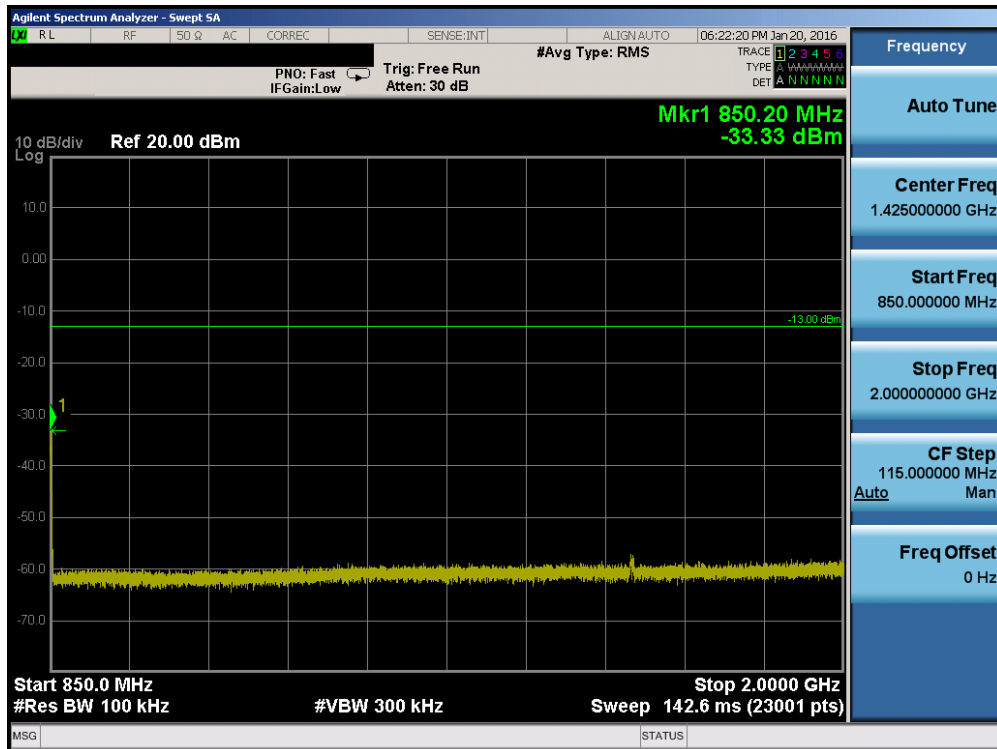 Agilent Spectrum Analyzer - Swept SA
LXI RL RF 50 Ω AC CORREC SENSE:INT ALIGN AUTO 06:22:20 PM Jan 20, 2016
PNO: Fast
IFGain:Low
Trig: Free Run
Atten: 30 dB
#Avg Type: RMS
TRACE 1 2 3 4 5 6
TYPE A WWWWW
DET A N N N N N
Mkr1 850.20 MHz
-33.33 dBm
10 dB/div Ref 20.00 dBm
Log
10.0
0.00
-10.0
-13.00 dBm
-20.0
-30.0
1
-40.0
-50.0
-60.0
-70.0
Start 850.0 MHz Stop 2.0000 GHz
#Res BW 100 kHz #VBW 300 kHz Sweep 142.6 ms (23001 pts)
MSG STATUS
Frequency
Auto Tune
Center Freq
1.425000000 GHz
Start Freq
850.000000 MHz
Stop Freq
2.000000000 GHz
CF Step
115.000000 MHz
Auto Man
Freq Offset
0 Hz